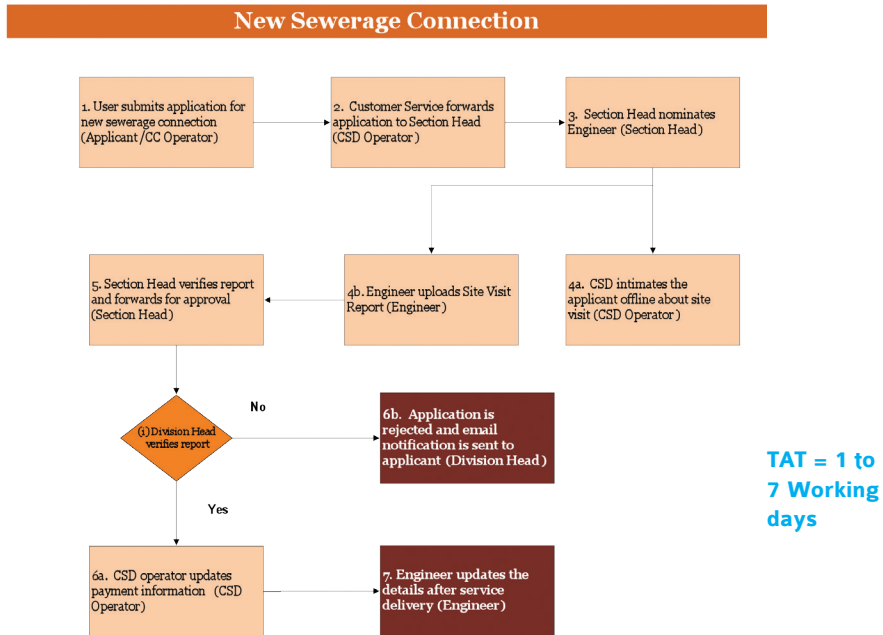 New Sewerage Connection
1. User submits application for
new sewerage connection
(Applicant /CC Operator)
2. Customer Service forwards
application to Section Head
(CSD Operator)
3. Section Head nominates
Engineer (Section Head)
5. Section Head verifies report
and forwards for approval
(Section Head)
4b. Engineer uploads Site Visit
Report (Engineer)
4a. CSD intimates the
applicant offline about site
visit (CSD Operator)
(i) Division Head
verifies report
No
6b. Application is
rejected and email
notification is sent to
applicant (Division Head)
Yes
6a. CSD operator updates
payment information (CSD
Operator)
7. Engineer updates the
details after service
delivery (Engineer)
TAT = 1 to
7 Working
days